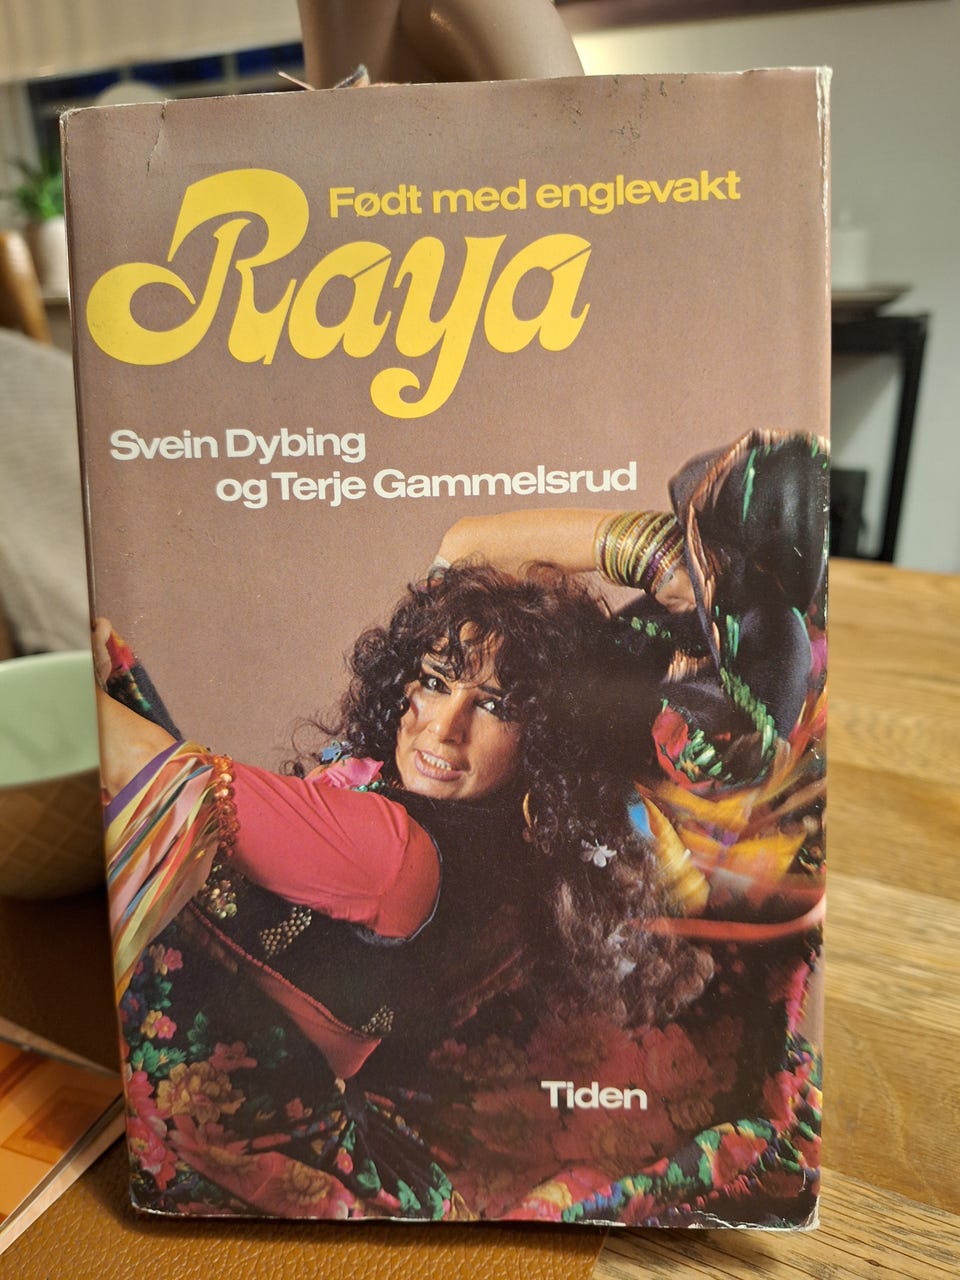 Født med englevakt
Raya
Svein Dybing
og Terje Gammelsrud
Tiden